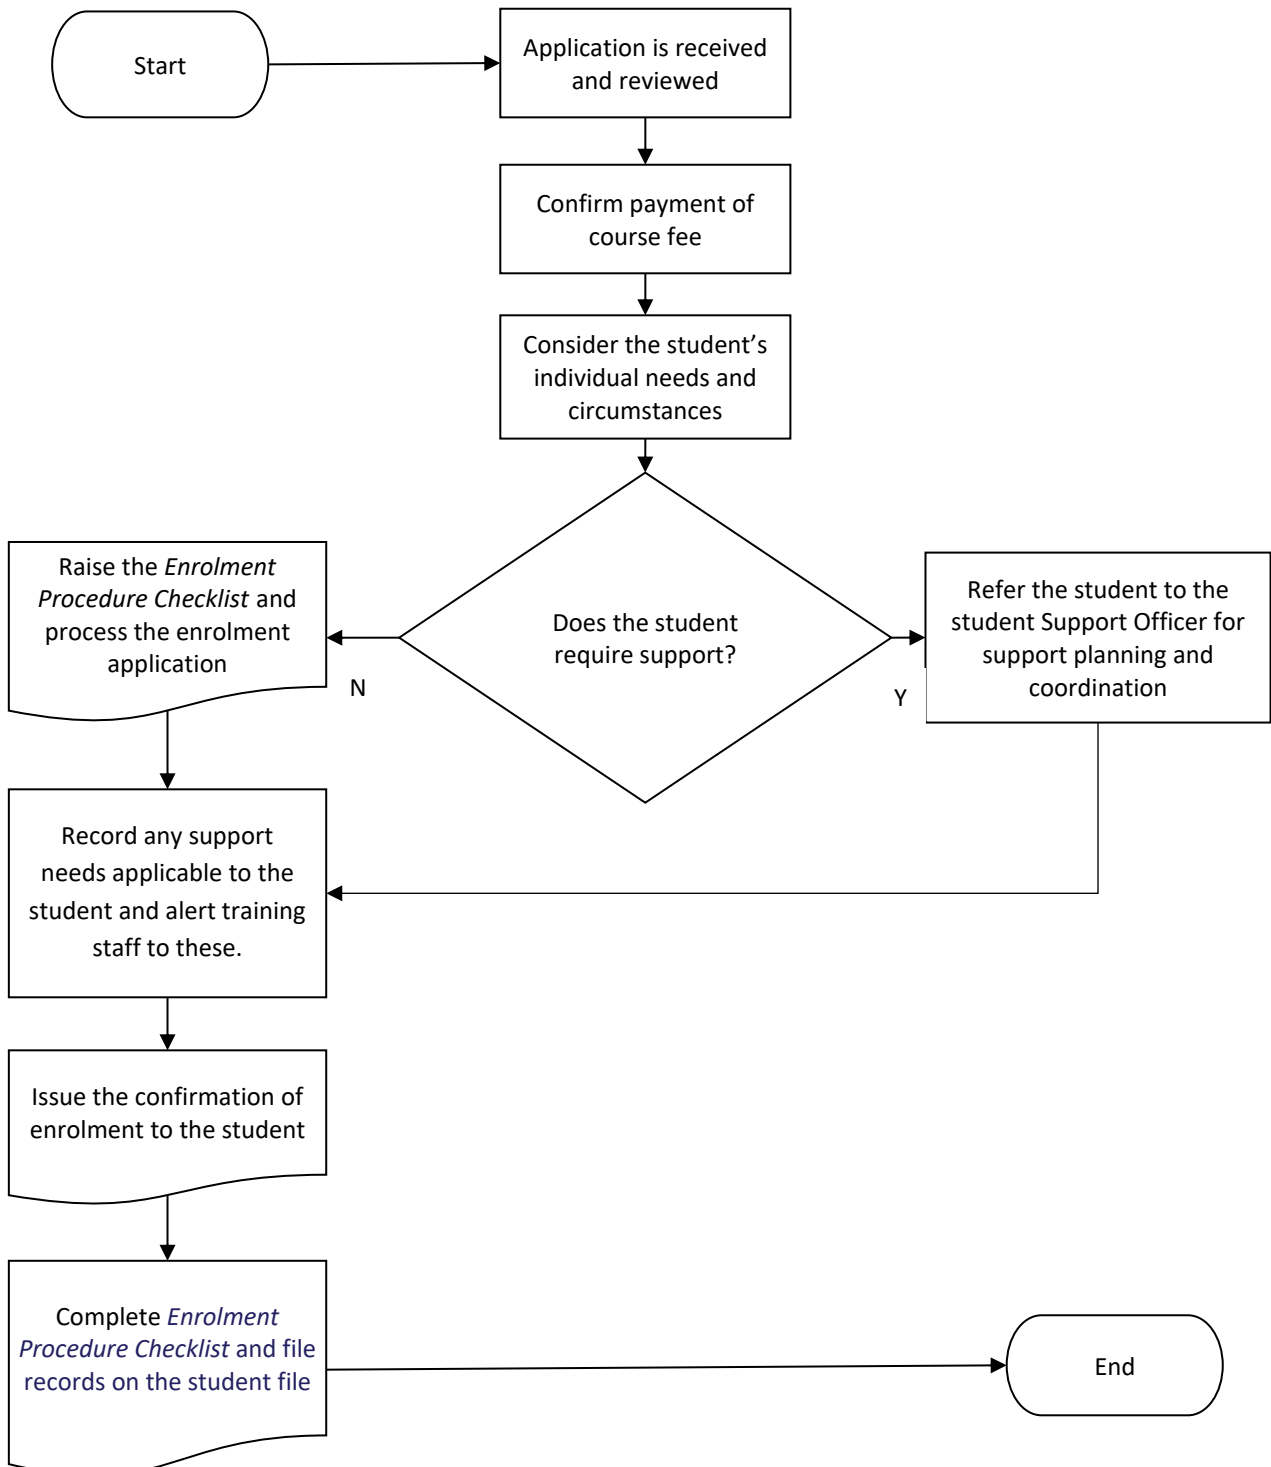 Start
Application is received
and reviewed
Confirm payment of
course fee
Consider the student’s
individual needs and
circumstances
Does the student
require support?
N
Y
Raise the Enrolment
Procedure Checklist and
process the enrolment
application
Refer the student to the
student Support Officer for
support planning and
coordination
Record any support
needs applicable to the
student and alert training
staff to these.
Issue the confirmation of
enrolment to the student
Complete Enrolment
Procedure Checklist and file
records on the student file
End